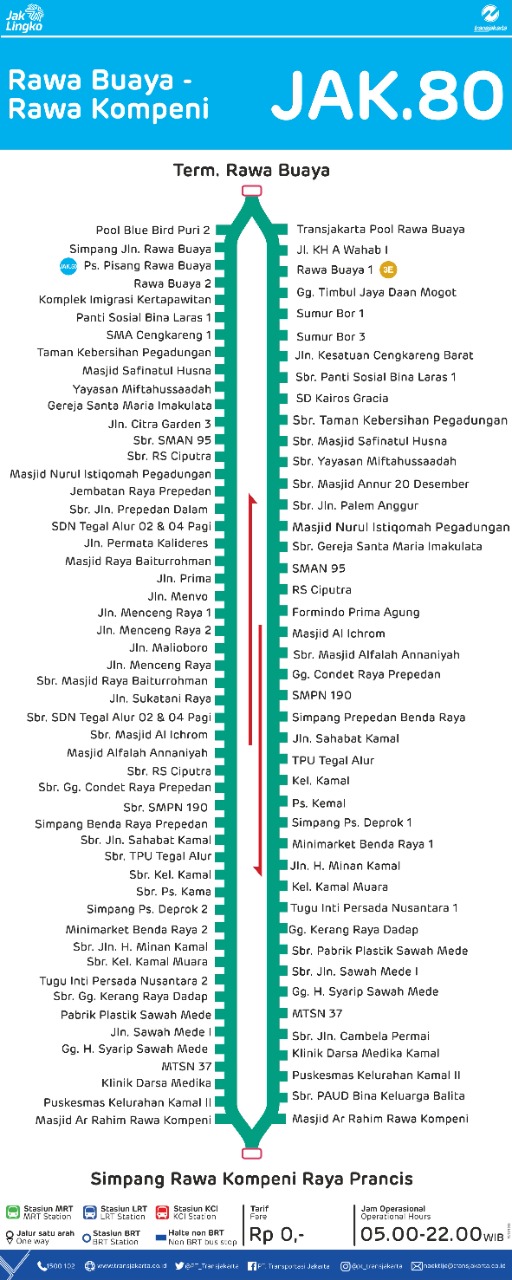 Jak
Lingko
transjakarta
Rawa Buaya -
Rawa Kompeni
JAK.80
Term. Rawa Buaya
Pool Blue Bird Puri 2
Simpang Jln. Rawa Buaya
JAK.80 Ps. Pisang Rawa Buaya
Rawa Buaya 2
Komplek Imigrasi Kertapawitan
Panti Sosial Bina Laras 1
SMA Cengkareng 1
Taman Kebersihan Pegadungan
Masjid Safinatul Husna
Yayasan Miftahussaadah
Gereja Santa Maria Imakulata
Jln. Citra Garden 3
Sbr. SMAN 95
Sbr. RS Ciputra
Masjid Nurul Istiqomah Pegadungan
Jembatan Raya Prepedan
Sbr. Jln. Prepedan Dalam
SDN Tegal Alur 02 & 04 Pagi
Jln. Permata Kalideres
Masjid Raya Baiturrohman
Jln. Prima
Jln. Menvo
Jln. Menceng Raya 1
Jln. Menceng Raya 2
Jln. Malioboro
Jln. Menceng Raya
Sbr. Masjid Raya Baiturrohman
Jln. Sukatani Raya
Sbr. SDN Tegal Alur 02 & 04 Pagi
Sbr. Masjid Al Ichrom
Masjid Alfalah Annaniyah
Sbr. RS Ciputra
Sbr. Gg. Condet Raya Prepedan
Sbr. SMPN 190
Simpang Benda Raya Prepedan
Sbr. Jln. Sahabat Kamal
Sbr. TPU Tegal Alur
Sbr. Kel. Kamal
Sbr. Ps. Kama
Simpang Ps. Deprok 2
Minimarket Benda Raya 2
Sbr. Jln. H. Minan Kamal
Sbr. Kel. Kamal Muara
Tugu Inti Persada Nusantara 2
Sbr. Gg. Kerang Raya Dadap
Pabrik Plastik Sawah Mede
Jln. Sawah Mede I
Gg. H. Syarip Sawah Mede
MTSN 37
Klinik Darsa Medika
Puskesmas Kelurahan Kamal II
Masjid Ar Rahim Rawa Kompeni
Transjakarta Pool Rawa Buaya
Jl. KH A Wahab I
Rawa Buaya 1 3E
Gg. Timbul Jaya Daan Mogot
Sumur Bor 1
Sumur Bor 3
Jln. Kesatuan Cengkareng Barat
Sbr. Panti Sosial Bina Laras 1
SD Kairos Gracia
Sbr. Taman Kebersihan Pegadungan
Sbr. Masjid Safinatul Husna
Sbr. Yayasan Miftahussaadah
Sbr. Masjid Annur 20 Desember
Sbr. Jln. Palem Anggur
Masjid Nurul Istiqomah Pegadungan
Sbr. Gereja Santa Maria Imakulata
SMAN 95
RS Ciputra
Formindo Prima Agung
Masjid Al Ichrom
Sbr. Masjid Alfalah Annaniyah
Gg. Condet Raya Prepedan
SMPN 190
Simpang Prepedan Benda Raya
Jln. Sahabat Kamal
TPU Tegal Alur
Kel. Kamal
Ps. Kemal
Simpang Ps. Deprok 1
Minimarket Benda Raya 1
Jln. H. Minan Kamal
Kel. Kamal Muara
Tugu Inti Persada Nusantara 1
Gg. Kerang Raya Dadap
Sbr. Pabrik Plastik Sawah Mede
Sbr. Jln. Sawah Mede I
Gg. H. Syarip Sawah Mede
MTSN 37
Sbr. Jln. Cambela Permai
Klinik Darsa Medika Kamal
Puskesmas Kelurahan Kamal II
Sbr. PAUD Bina Keluarga Balita
Masjid Ar Rahim Rawa Kompeni
Simpang Rawa Kompeni Raya Prancis
Stasiun MRT
MRT Station
Stasiun LRT
LRT Station
Stasiun KCI
KCI Station
Jalur satu arah
One way
Stasiun BRT
BRT Station
Halte non BRT
Non BRT bus stop
Tarif
Fare
Rp 0,-
Jam Operasional
Operational Hours
05.00-22.00 WIB
1500 102
www.transjakarta.co.id
@PT_Transjakarta
PT. Transportasi Jakarta
@pt_transjakarta